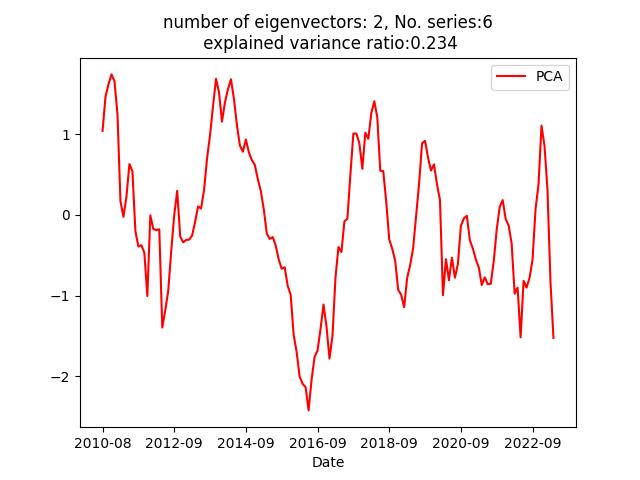 number of eigenvectors: 2, No. series:6
explained variance ratio:0.234
PCA
1
0
−1
−2
2010-08 2012-09 2014-09 2016-09 2018-09 2020-09 2022-09
Date